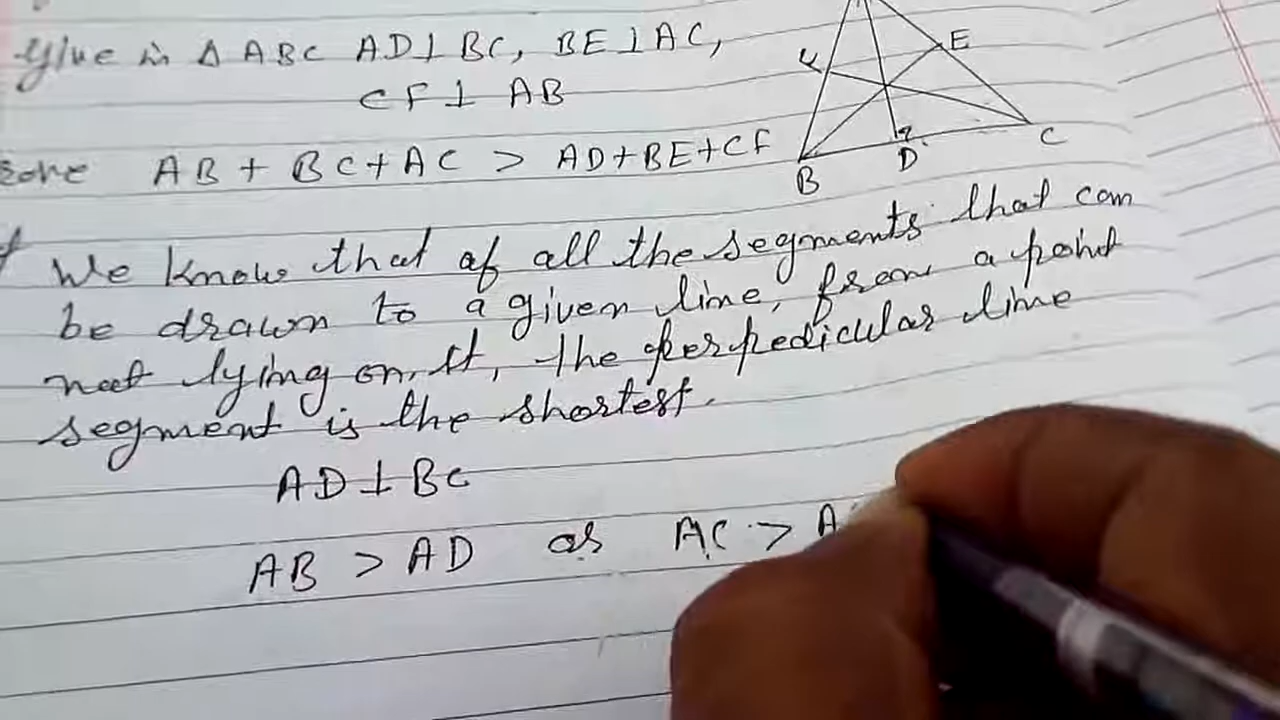 Give in Δ ABC AD⊥BC, BE⊥AC,
CF⊥ AB
AB + BC+AC > AD+BE+CF
E
C
D
B
We know that of all the segments that can
be drawn to a given line, from a point
not lying on it, the perpedicular line
segment is the shortest.
AD⊥BC
AB > AD or AC > A